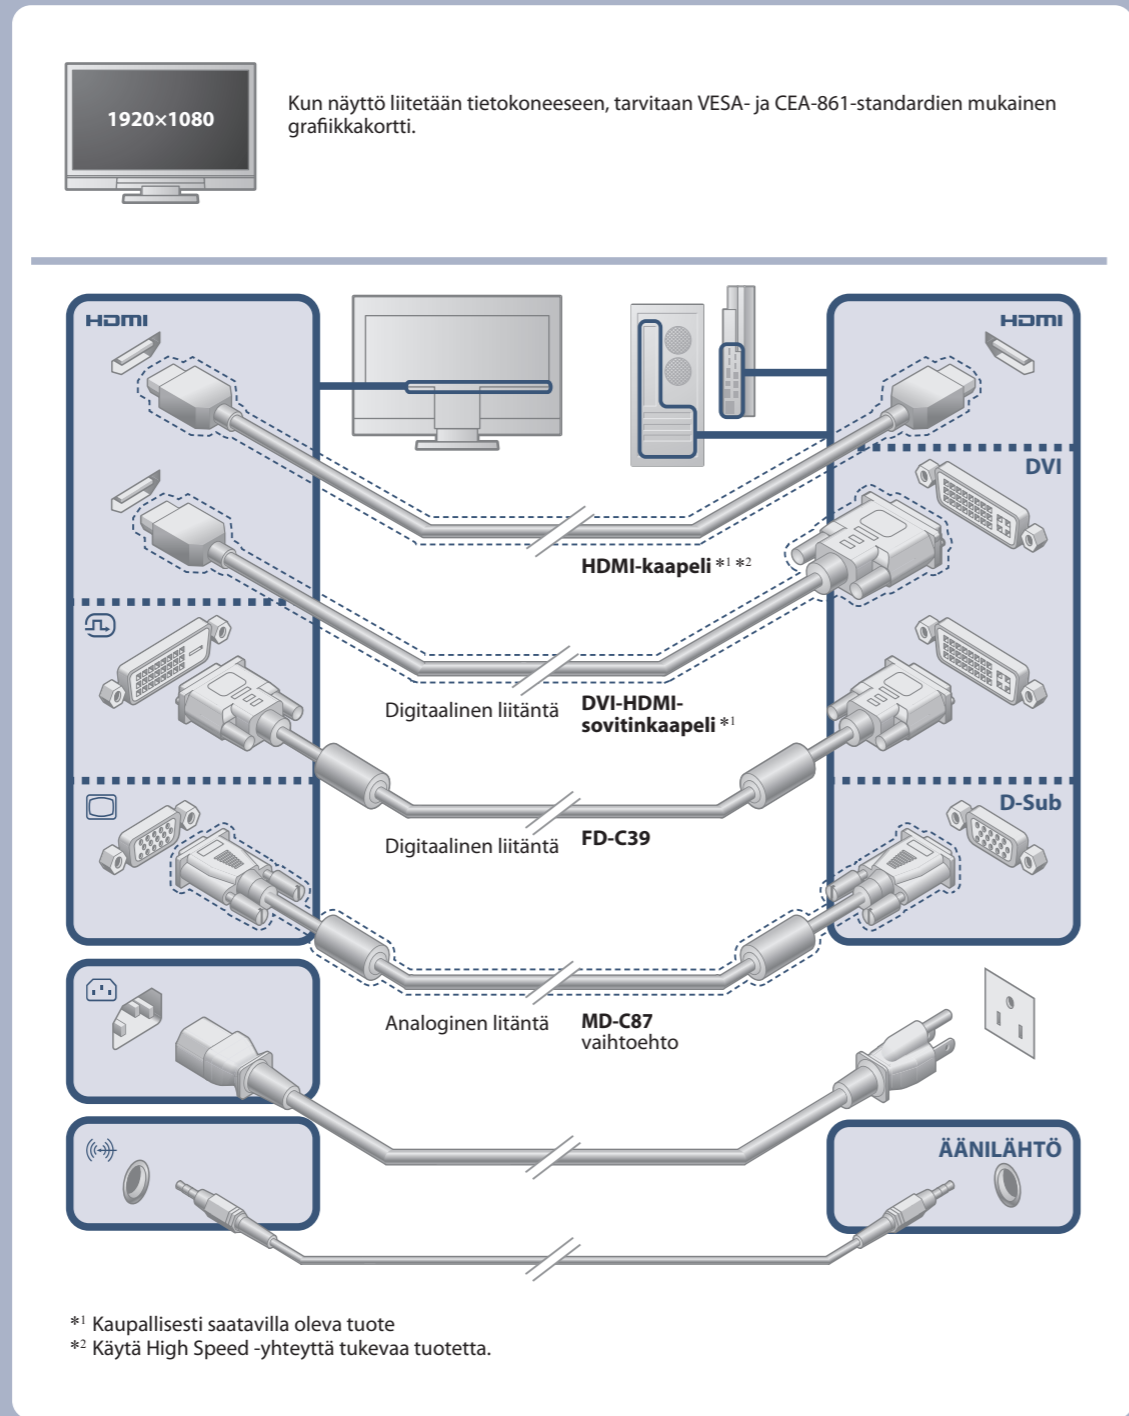 1920×1080
Kun näyttö liitetään tietokoneeseen, tarvitaan VESA- ja CEA-861-standardien mukainen
grafiikkakortti.
HDMI
HDMI
DVI
HDMI-kaapeli *1 *2
Digitaalinen liitäntä
DVI-HDMI-
sovitinkaapeli *1
D-Sub
Digitaalinen liitäntä
FD-C39
Analoginen litäntä
MD-C87
vaihtoehto
ÄÄNILÄHTÖ
*1 Kaupallisesti saatavilla oleva tuote
*2 Käytä High Speed -yhteyttä tukevaa tuotetta.